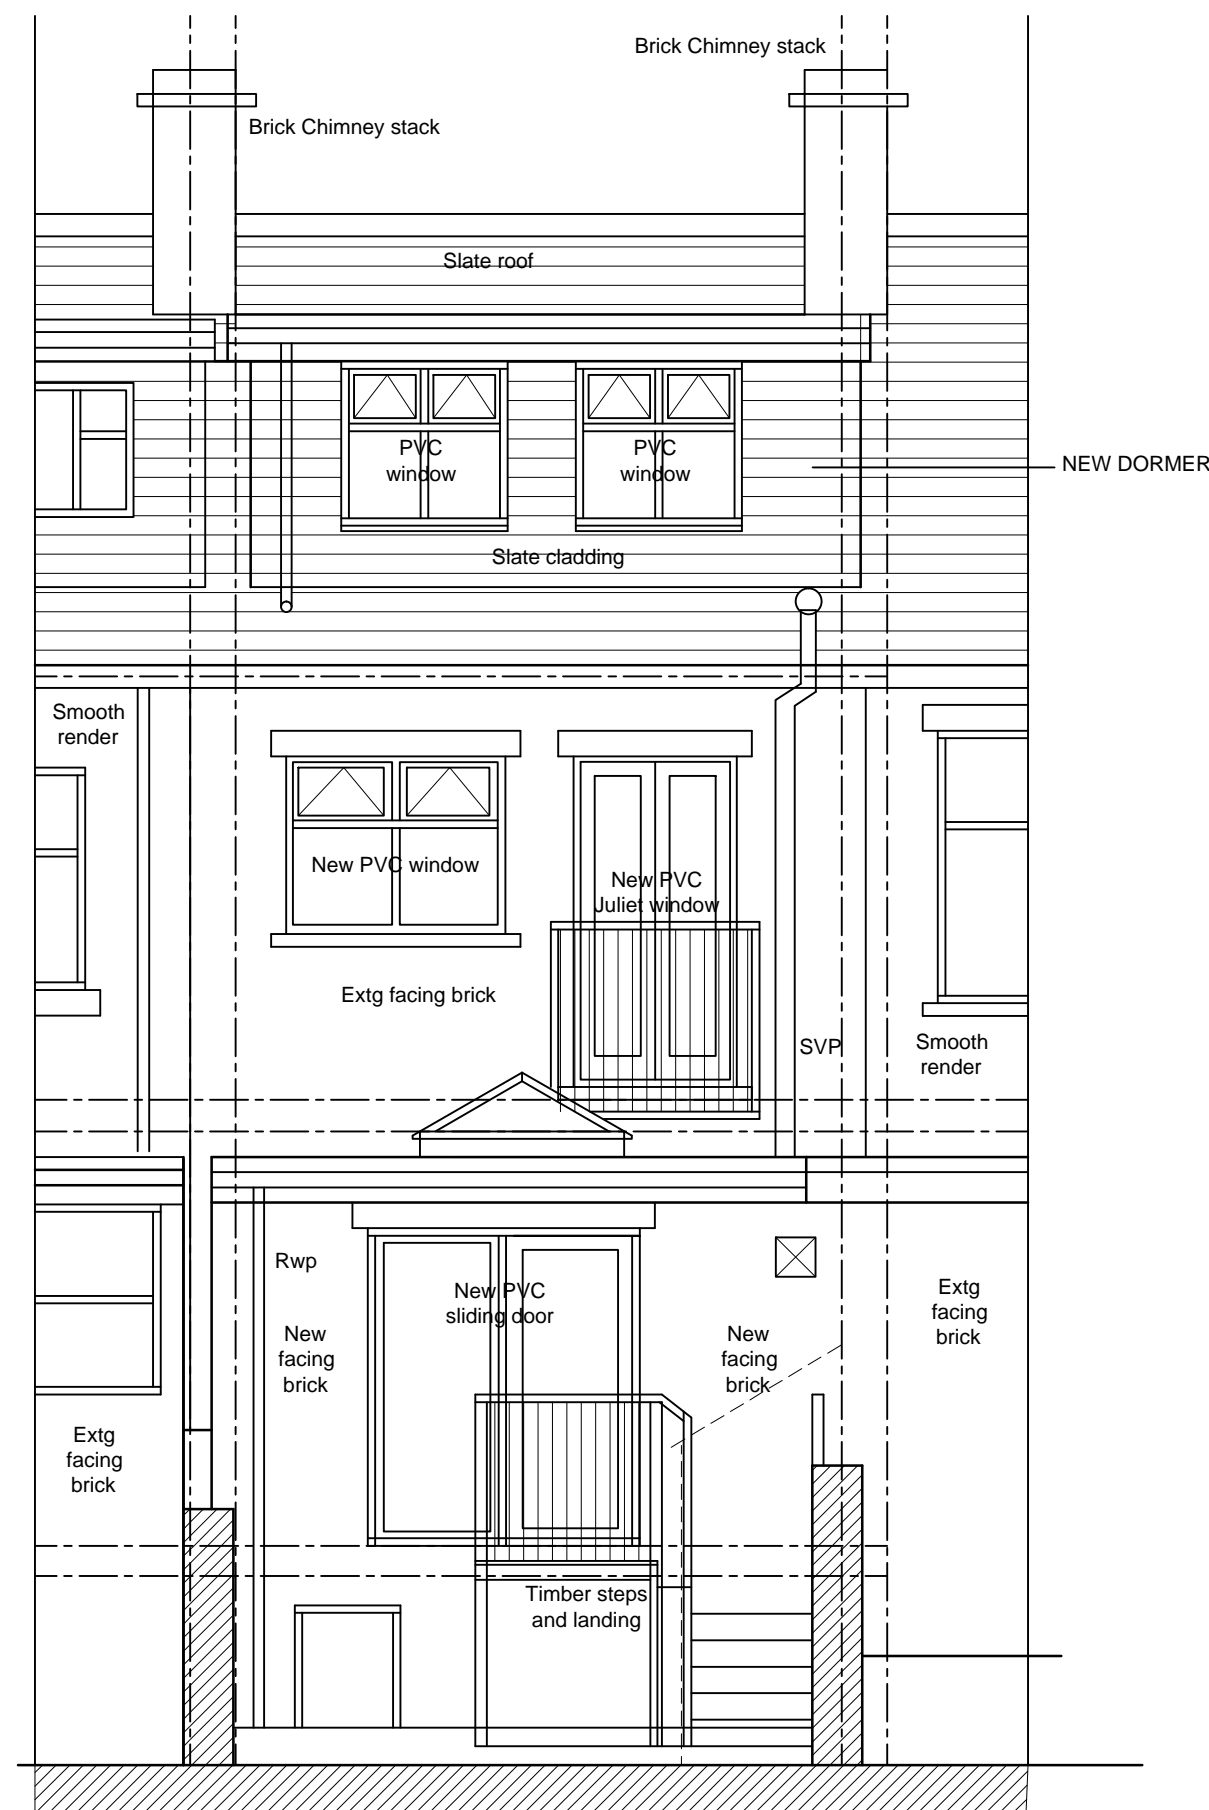 Brick Chimney stack
Brick Chimney stack
Slate roof
PVC
window
PVC
window
NEW DORMER
Slate cladding
Smooth
render
New PVC window
New PVC
Juliet window
Extg facing brick
SVP
Smooth
render
Rwp
New PVC
sliding door
Extg
facing
brick
New
facing
brick
New
facing
brick
Extg
facing
brick
Timber steps
and landing